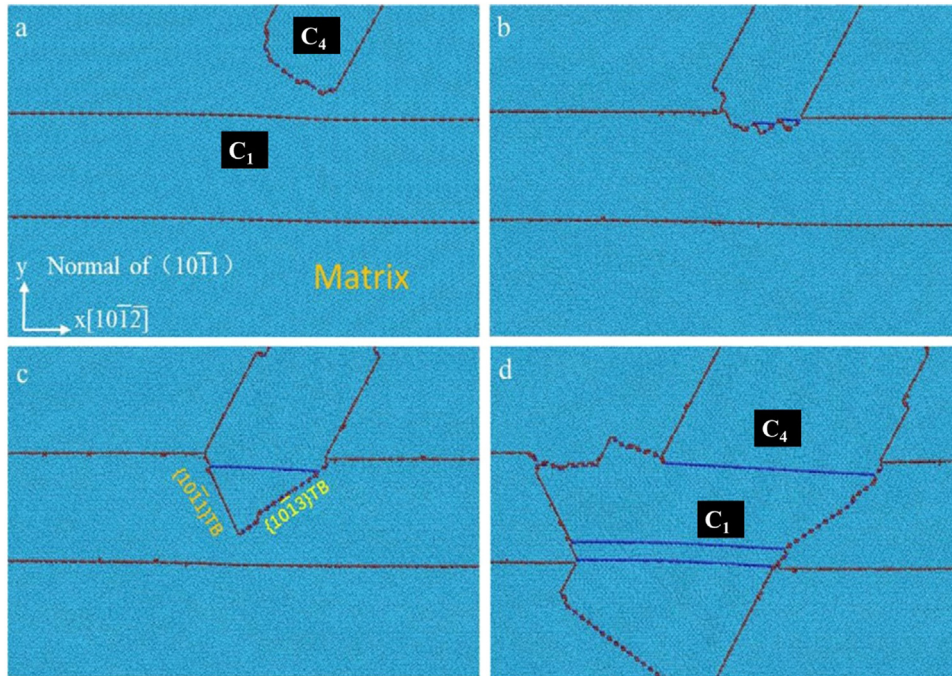 a
C₄
C₁
y Normal of (101̅1)
Matrix
x[101̅2̅]
b
c
{101̅1}TB
{101̅3}TB
d
C₄
C₁